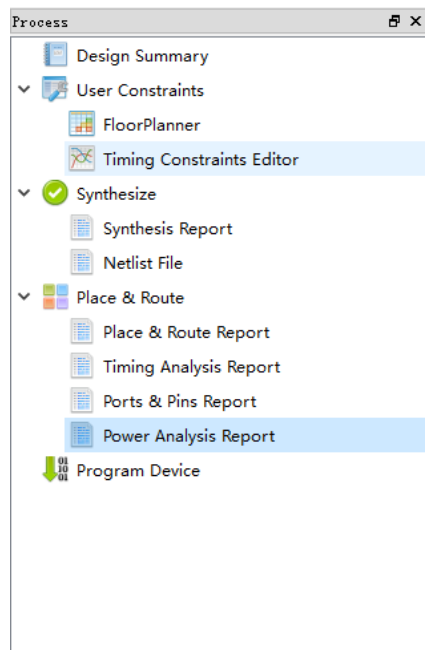 Process
Design Summary
User Constraints
FloorPlanner
Timing Constraints Editor
Synthesize
Synthesis Report
Netlist File
Place & Route
Place & Route Report
Timing Analysis Report
Ports & Pins Report
Power Analysis Report
Program Device